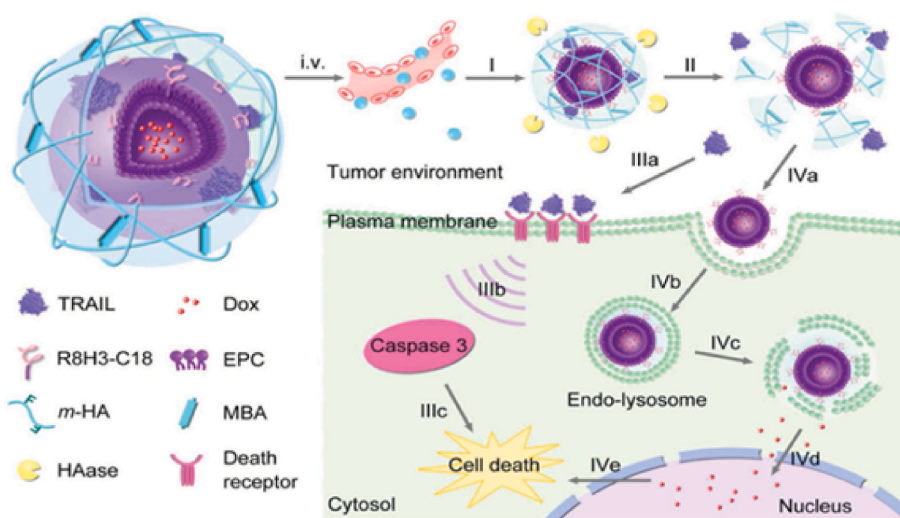 i.v.
I
II
Tumor environment
IIIa
IVa
Plasma membrane
IIIb
IVb
TRAIL
Dox
Caspase 3
IVc
R8H3-C18
EPC
Endo-lysosome
m-HA
MBA
IIIc
HAase
Death
receptor
Cell death
IVe
IVd
Cytosol
Nucleus